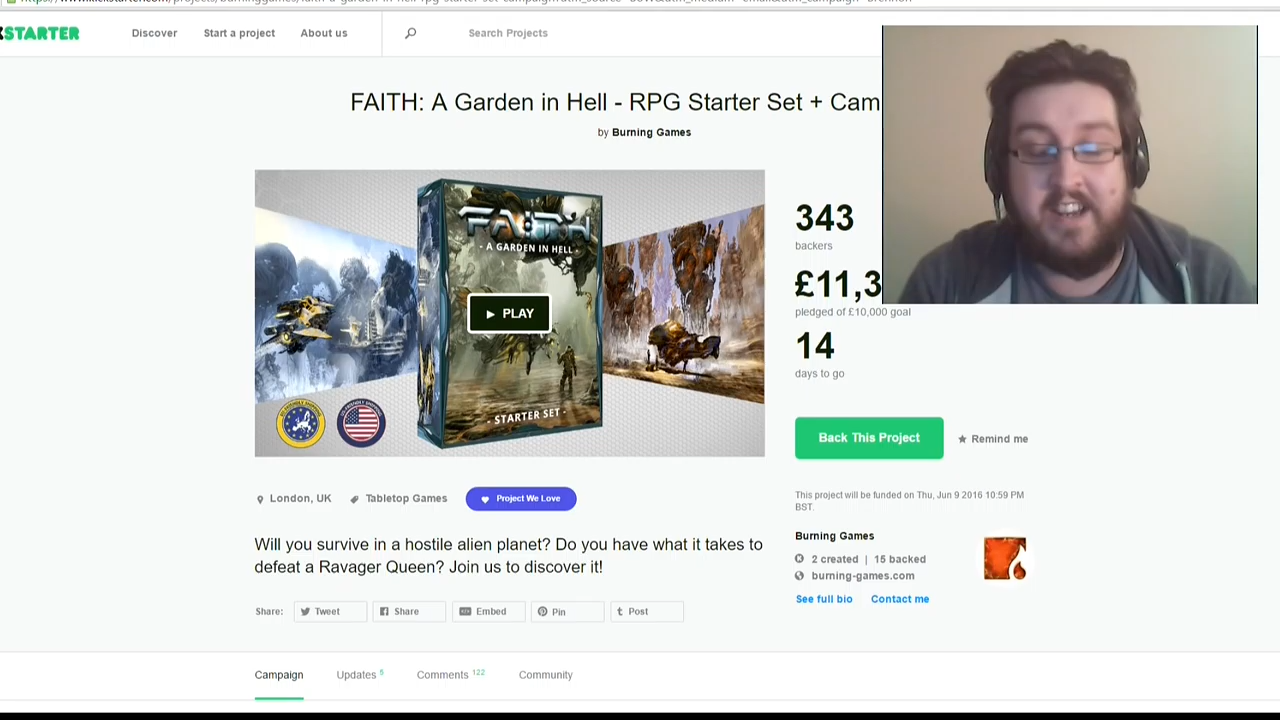 KSTARTER
Discover
Start a project
About us
Search Projects
FAITH: A Garden in Hell - RPG Starter Set + Cam
by Burning Games
FAITH
- A GARDEN IN HELL -
PLAY
- STARTER SET -
343
backers
£11,3
pledged of £10,000 goal
14
days to go
Back This Project
Remind me
London, UK
Tabletop Games
Project We Love
This project will be funded on Thu, Jun 9 2016 10:59 PM
BST.
Will you survive in a hostile alien planet? Do you have what it takes to
defeat a Ravager Queen? Join us to discover it!
Burning Games
2 created | 15 backed
burning-games.com
See full bio
Contact me
Share:
Tweet
Share
Embed
Pin
Post
Campaign
Updates 5
Comments 122
Community